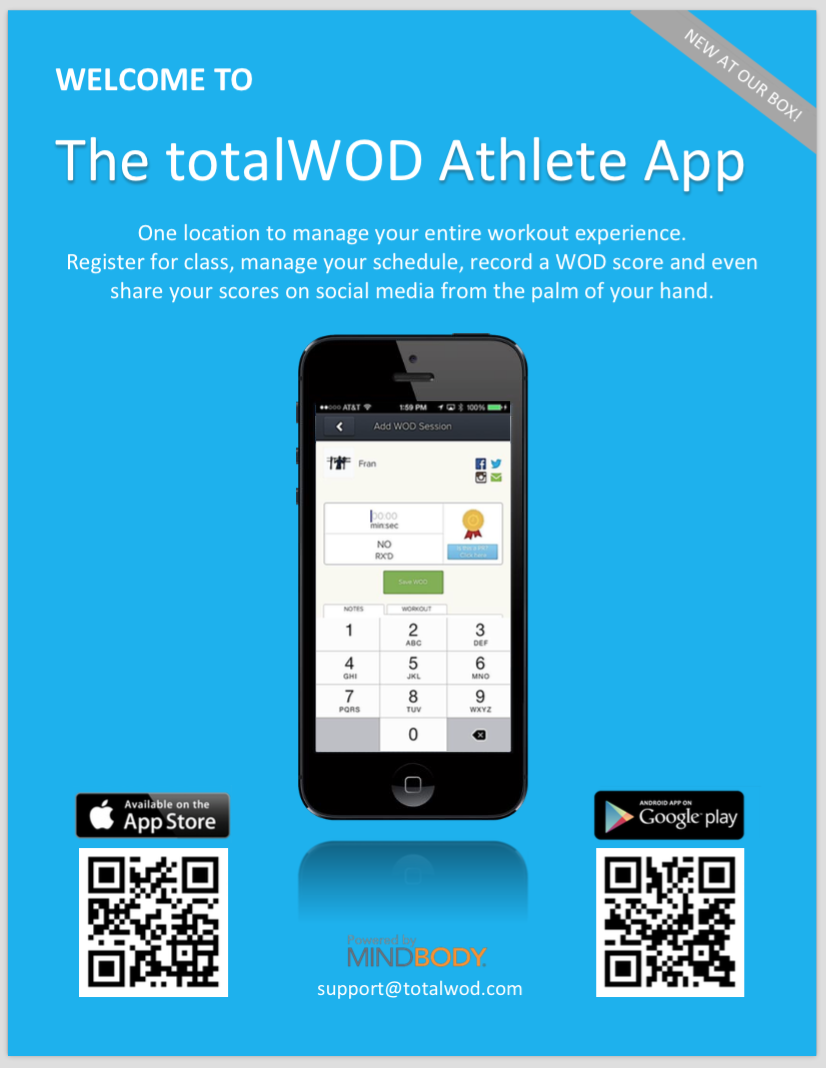 NEW AT OUR BOX!
WELCOME TO
The totalWOD Athlete App
One location to manage your entire workout experience.
Register for class, manage your schedule, record a WOD score and even
share your scores on social media from the palm of your hand.
AT&T 1:59 PM 100%
Add WOD Session
Fran
00:00
min:sec
NO
RX'D
Save WOD
NOTES WORKOUT
1 2 3
ABC DEF
4 5 6
GHI JKL MNO
7 8 9
PQRS TUV WXYZ
0
Available on the
App Store
ANDROID APP ON
Google play
Powered by
MINDBODY
support@totalwod.com